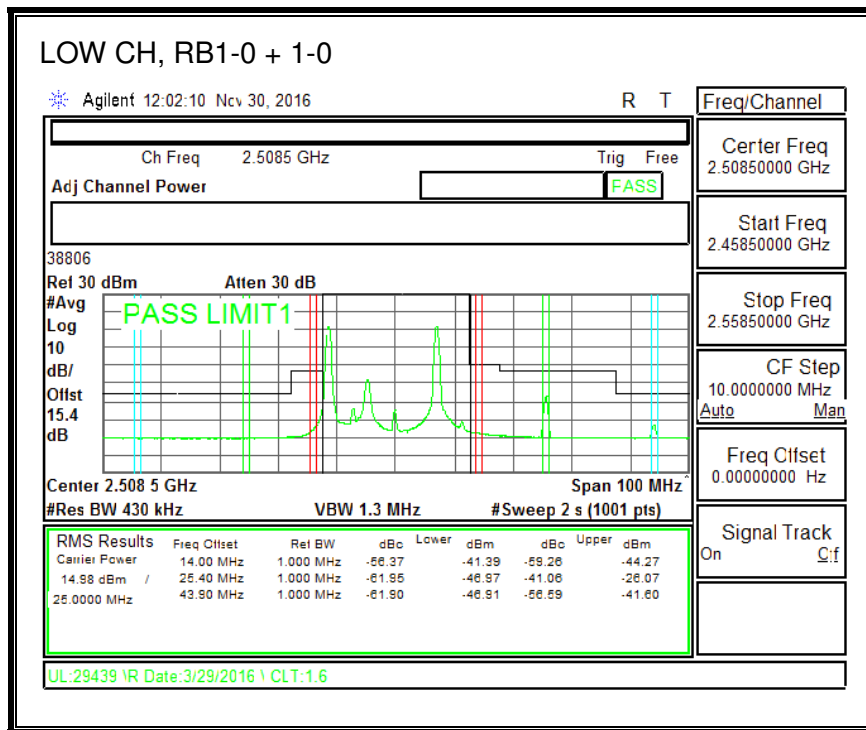 LOW CH, RB1-0 + 1-0
Agilent 12:02:10 Nov 30, 2016 R T
Freq/Channel
Ch Freq 2.5085 GHz Trig Free
Adj Channel Power PASS
Center Freq
2.50850000 GHz
Start Freq
2.45850000 GHz
Stop Freq
2.55850000 GHz
CF Step
10.0000000 MHz
Auto Man
Freq Offset
0.00000000 Hz
Signal Track
On Off
38806
Ref 30 dBm Atten 30 dB
#Avg
Log
10
dB/
Offst
15.4
dB
PASS LIMIT1
Center 2.508 5 GHz Span 100 MHz^
#Res BW 430 kHz VBW 1.3 MHz #Sweep 2 s (1001 pts)
RMS Results Freq Offset Ref BW dBc Lower dBm dBc Upper dBm
Carrier Power 14.00 MHz 1.000 MHz -56.37 -41.39 -59.26 -44.27
14.98 dBm / 25.40 MHz 1.000 MHz -61.95 -46.97 -41.06 -26.07
25.0000 MHz 43.90 MHz 1.000 MHz -61.90 -46.91 -56.59 -41.60
UL:29439 \R Date:3/29/2016 \ CLT:1.6